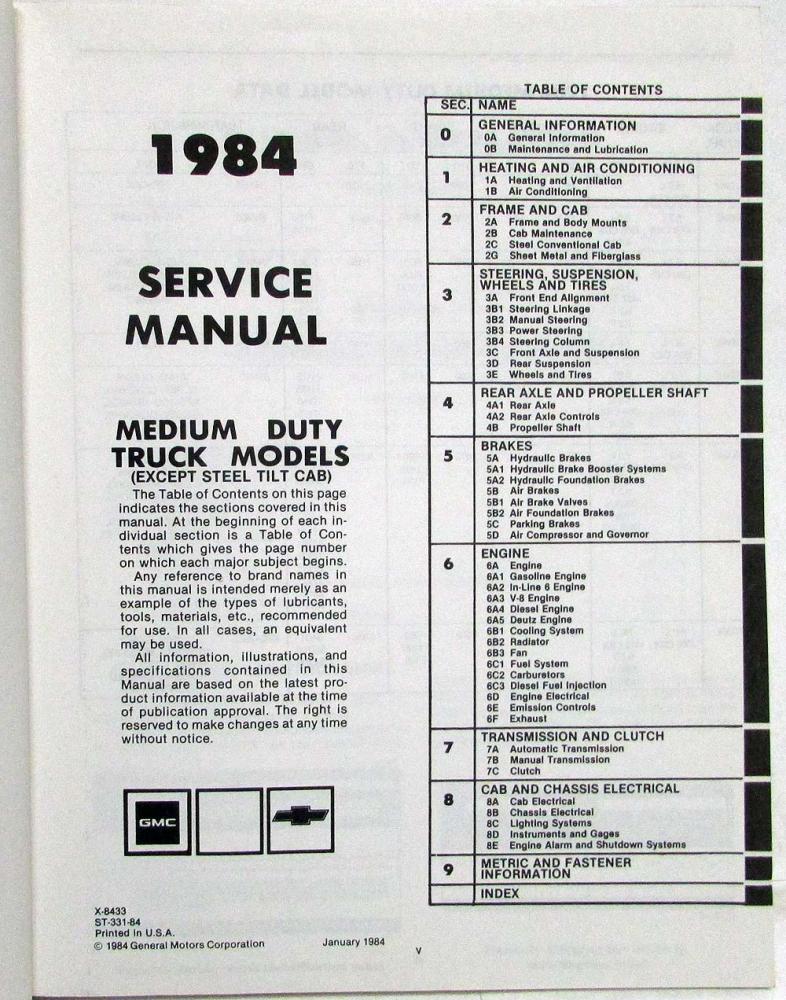 1984
SERVICE
MANUAL
MEDIUM DUTY
TRUCK MODELS
(EXCEPT STEEL TILT CAB)
The Table of Contents on this page
indicates the sections covered in this
manual. At the beginning of each in-
dividual section is a Table of Con-
tents which gives the page number
on which each major subject begins.
Any reference to brand names in
this manual is intended merely as an
example of the types of lubricants,
tools, materials, etc., recommended
for use. In all cases, an equivalent
may be used.
All information, illustrations, and
specifications contained in this
Manual are based on the latest pro-
duct information available at the time
of publication approval. The right is
reserved to make changes at any time
without notice.
GMC
X-8433
ST-331-84
Printed in U.S.A.
© 1984 General Motors Corporation
January 1984
TABLE OF CONTENTS
SEC. NAME
0 GENERAL INFORMATION
0A General Information
0B Maintenance and Lubrication
1 HEATING AND AIR CONDITIONING
1A Heating and Ventilation
1B Air Conditioning
2 FRAME AND CAB
2A Frame and Body Mounts
2B Cab Maintenance
2C Steel Conventional Cab
2G Sheet Metal and Fiberglass
3 STEERING, SUSPENSION,
WHEELS AND TIRES
3A Front End Alignment
3B1 Steering Linkage
3B2 Manual Steering
3B3 Power Steering
3B4 Steering Column
3C Front Axle and Suspension
3D Rear Suspension
3E Wheels and Tires
4 REAR AXLE AND PROPELLER SHAFT
4A1 Rear Axle
4A2 Rear Axle Controls
4B Propeller Shaft
5 BRAKES
5A Hydraulic Brakes
5A1 Hydraulic Brake Booster Systems
5A2 Hydraulic Foundation Brakes
5B Air Brakes
5B1 Air Brake Valves
5B2 Air Foundation Brakes
5C Parking Brakes
5D Air Compressor and Governor
6 ENGINE
6A Engine
6A1 Gasoline Engine
6A2 In-Line 6 Engine
6A3 V-8 Engine
6A4 Diesel Engine
6A5 Deutz Engine
6B1 Cooling System
6B2 Radiator
6B3 Fan
6C1 Fuel System
6C2 Carburetors
6C3 Diesel Fuel Injection
6D Engine Electrical
6E Emission Controls
6F Exhaust
7 TRANSMISSION AND CLUTCH
7A Automatic Transmission
7B Manual Transmission
7C Clutch
8 CAB AND CHASSIS ELECTRICAL
8A Cab Electrical
8B Chassis Electrical
8C Lighting Systems
8D Instruments and Gages
8E Engine Alarm and Shutdown Systems
9 METRIC AND FASTENER
INFORMATION
INDEX
v